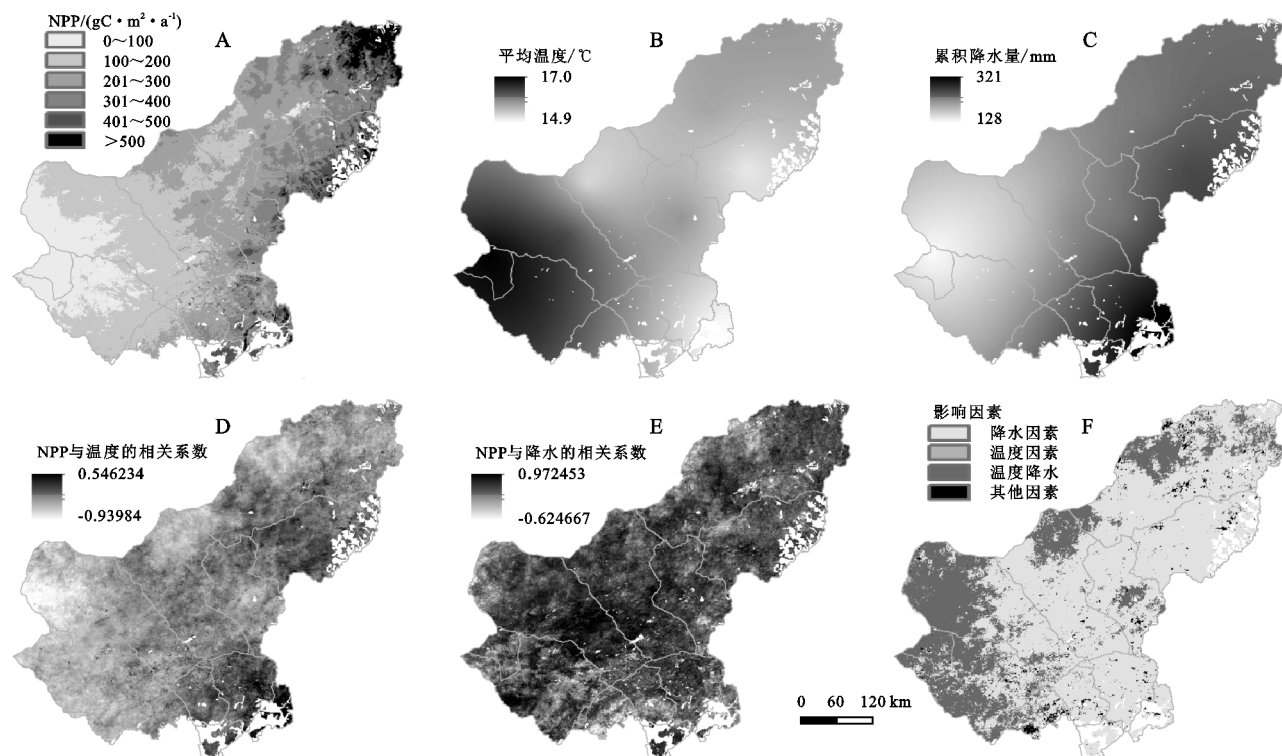 NPP/(gC·m²·a⁻¹)
0～100
100～200
201～300
301～400
401～500
＞500
A
B
平均温度/℃
17.0
14.9
C
累积降水量/mm
321
128
D
NPP与温度的相关系数
0.546234
-0.93984
E
NPP与降水的相关系数
0.972453
-0.624667
F
影响因素
降水因素
温度因素
温度降水
其他因素
0 60 120 km